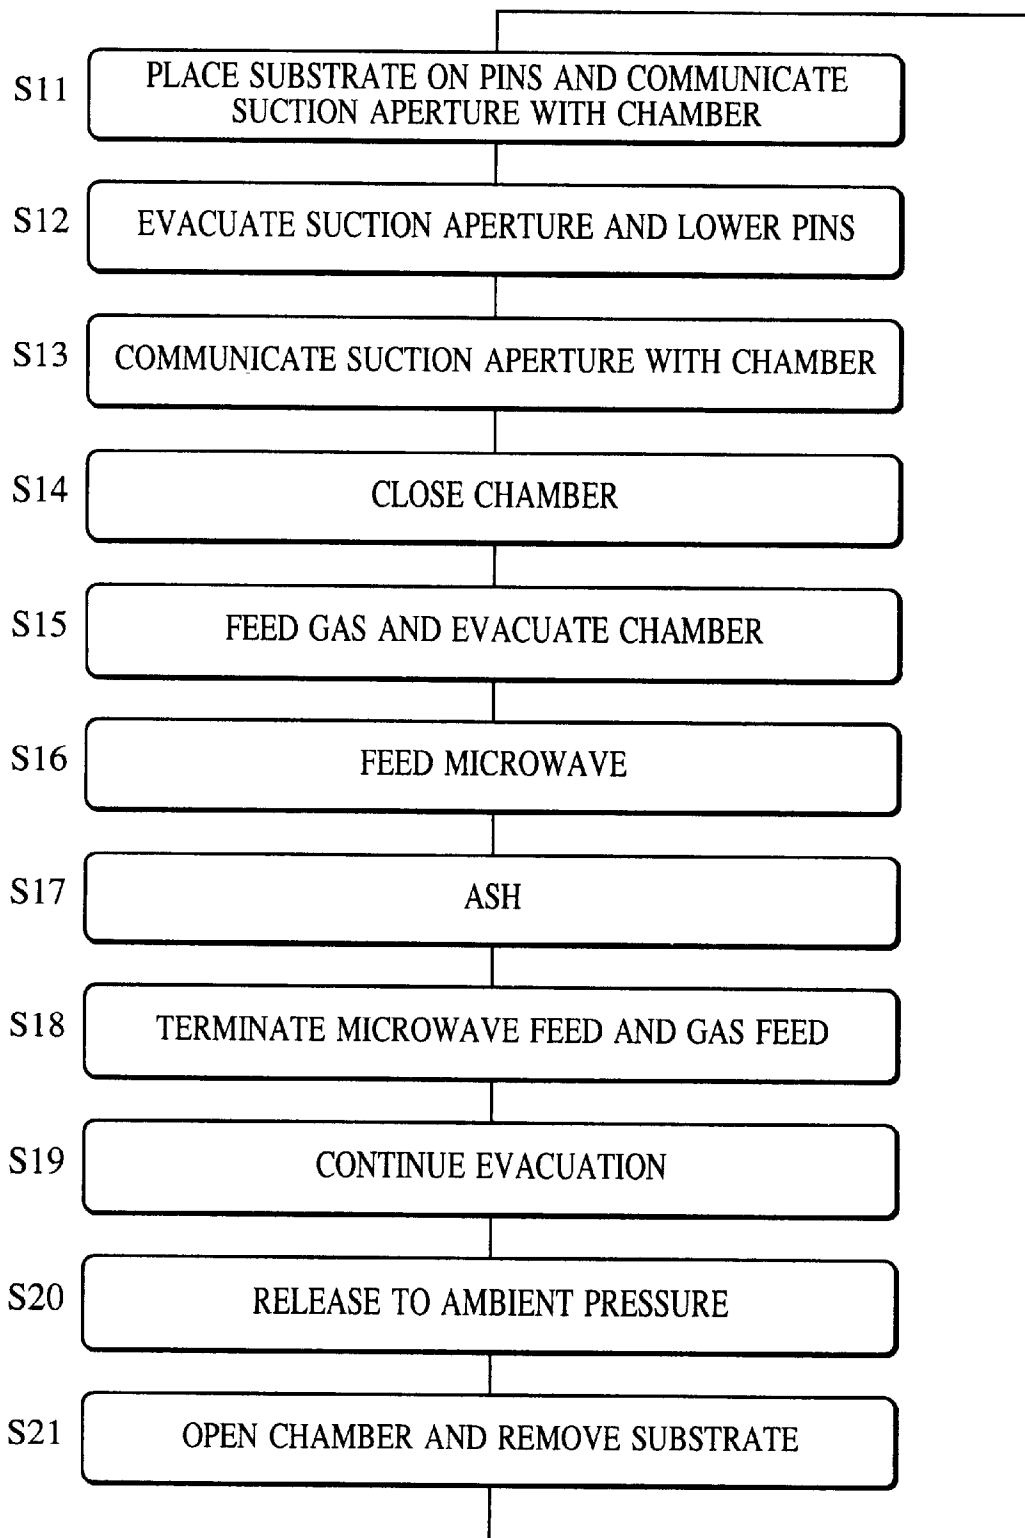 S11 PLACE SUBSTRATE ON PINS AND COMMUNICATE
SUCTION APERTURE WITH CHAMBER
S12 EVACUATE SUCTION APERTURE AND LOWER PINS
S13 COMMUNICATE SUCTION APERTURE WITH CHAMBER
S14 CLOSE CHAMBER
S15 FEED GAS AND EVACUATE CHAMBER
S16 FEED MICROWAVE
S17 ASH
S18 TERMINATE MICROWAVE FEED AND GAS FEED
S19 CONTINUE EVACUATION
S20 RELEASE TO AMBIENT PRESSURE
S21 OPEN CHAMBER AND REMOVE SUBSTRATE